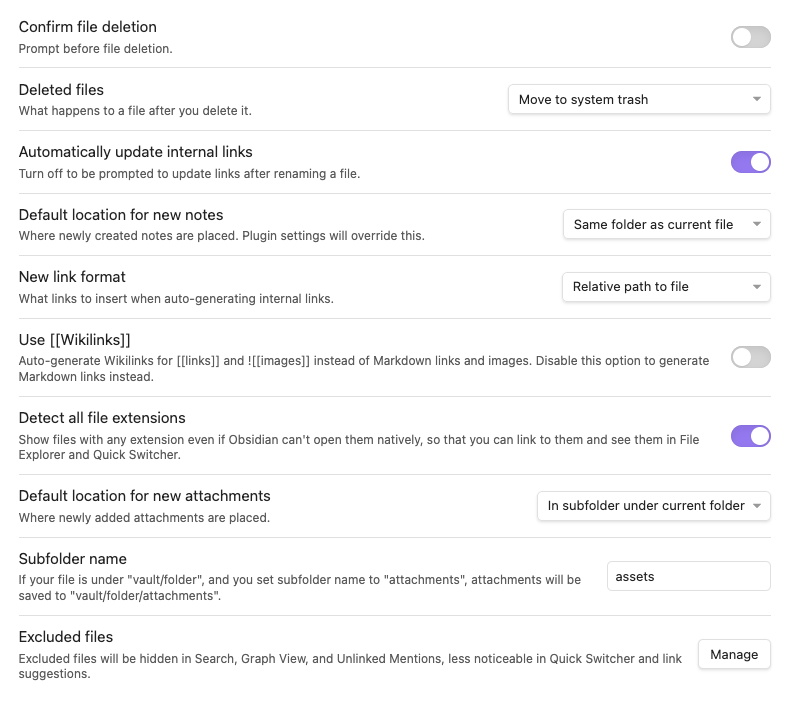 Confirm file deletion
Prompt before file deletion.
Deleted files
What happens to a file after you delete it.
Move to system trash
Automatically update internal links
Turn off to be prompted to update links after renaming a file.
Default location for new notes
Where newly created notes are placed. Plugin settings will override this.
Same folder as current file
New link format
What links to insert when auto-generating internal links.
Relative path to file
Use [[Wikilinks]]
Auto-generate Wikilinks for [[links]] and ![[images]] instead of Markdown links and images. Disable this option to generate
Markdown links instead.
Detect all file extensions
Show files with any extension even if Obsidian can't open them natively, so that you can link to them and see them in File
Explorer and Quick Switcher.
Default location for new attachments
Where newly added attachments are placed.
In subfolder under current folder
Subfolder name
If your file is under "vault/folder", and you set subfolder name to "attachments", attachments will be
saved to "vault/folder/attachments".
assets
Excluded files
Excluded files will be hidden in Search, Graph View, and Unlinked Mentions, less noticeable in Quick Switcher and link
suggestions.
Manage